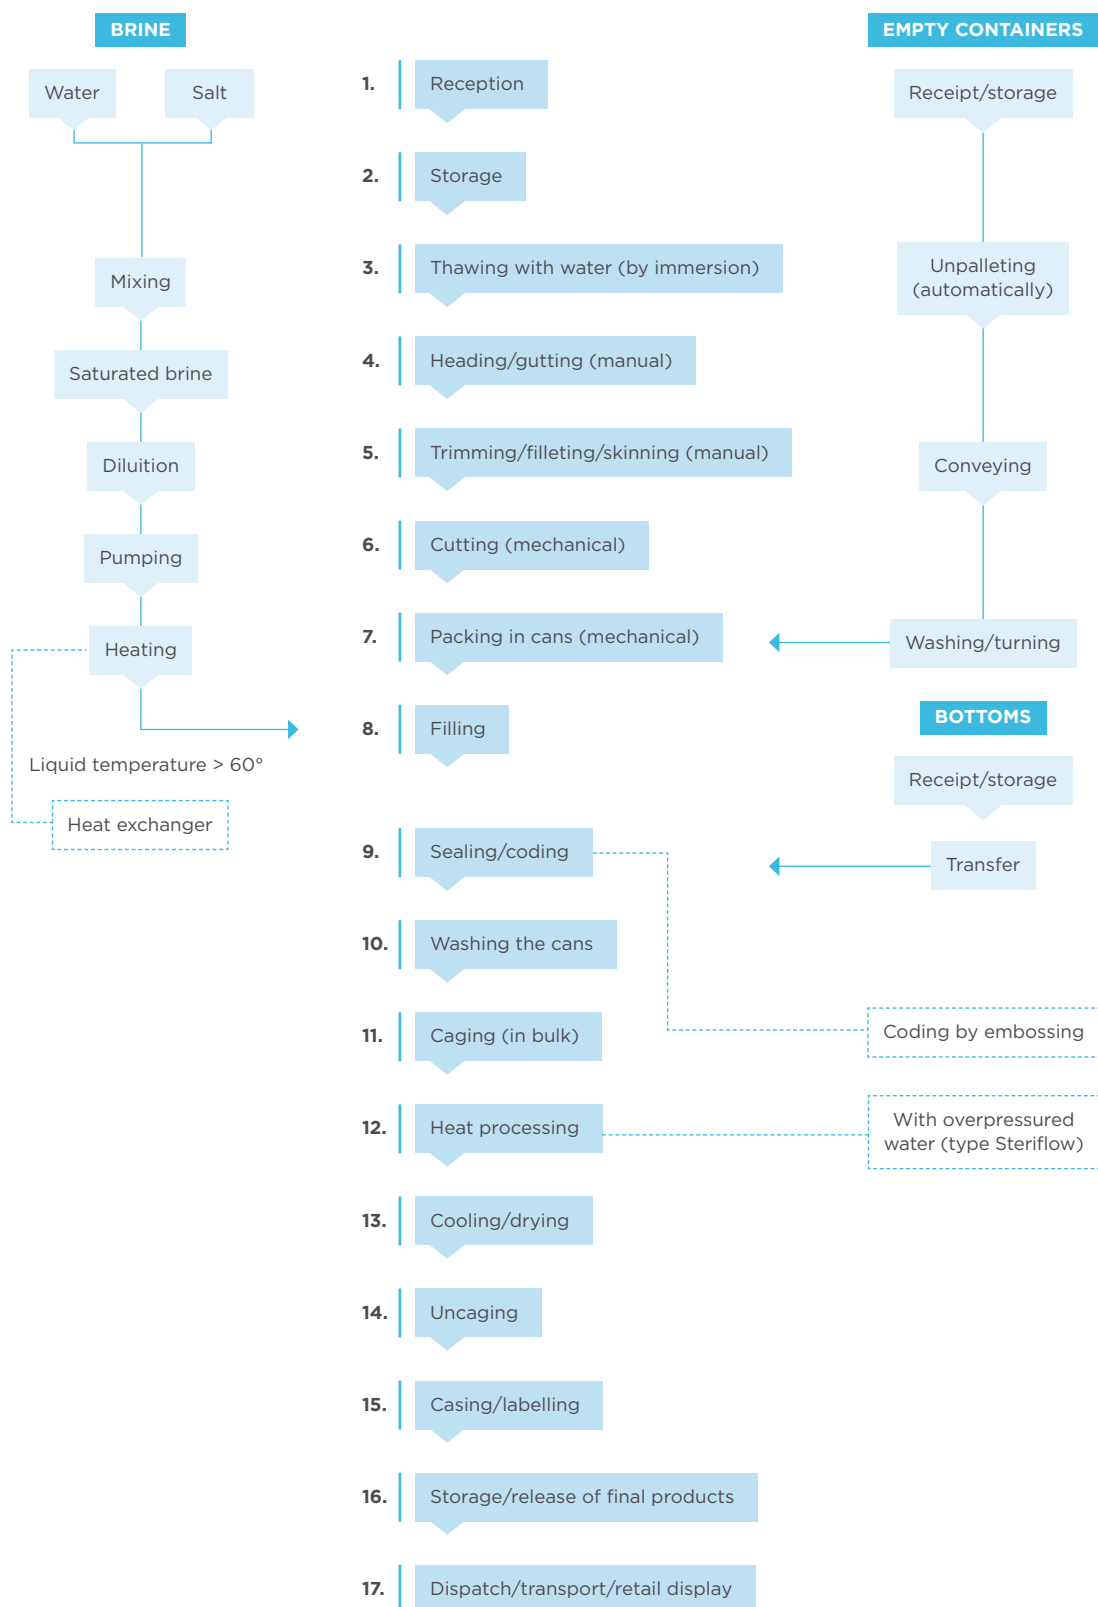 BRINE
Water
Salt
Mixing
Saturated brine
Diluition
Pumping
Heating
Liquid temperature > 60°
Heat exchanger
1. Reception
2. Storage
3. Thawing with water (by immersion)
4. Heading/gutting (manual)
5. Trimming/filleting/skinning (manual)
6. Cutting (mechanical)
7. Packing in cans (mechanical)
8. Filling
9. Sealing/coding
10. Washing the cans
11. Caging (in bulk)
12. Heat processing
13. Cooling/drying
14. Uncaging
15. Casing/labelling
16. Storage/release of final products
17. Dispatch/transport/retail display
EMPTY CONTAINERS
Receipt/storage
Unpalleting
(automatically)
Conveying
Washing/turning
BOTTOMS
Receipt/storage
Transfer
Coding by embossing
With overpressured
water (type Steriflow)